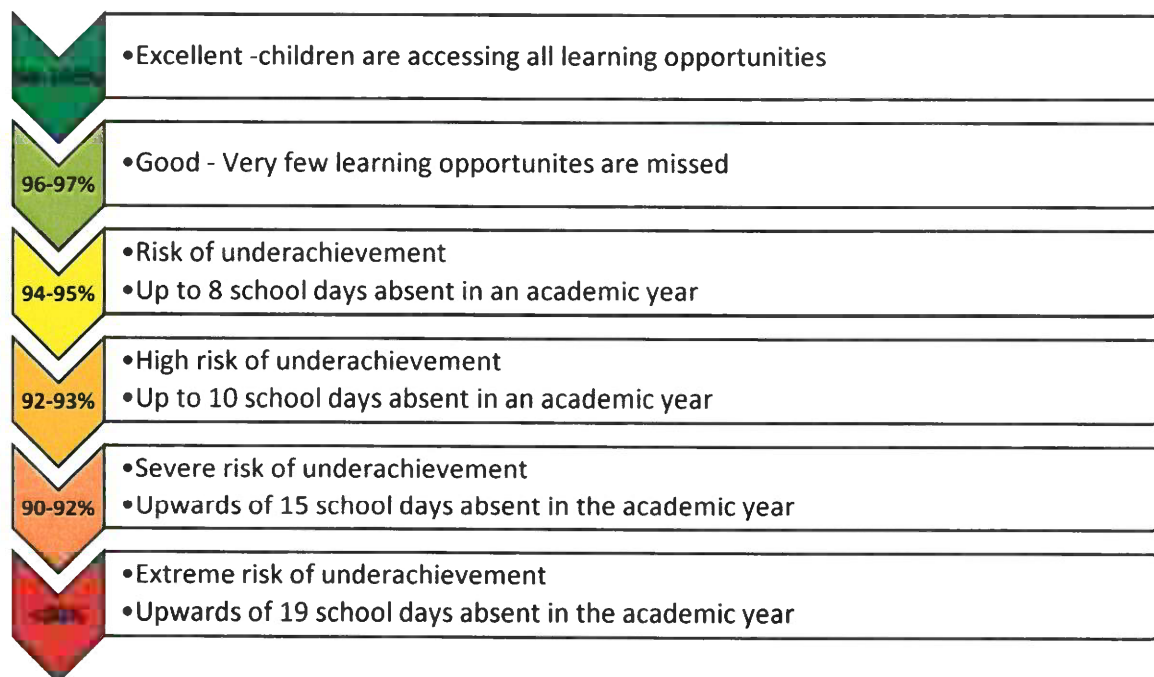 •Excellent -children are accessing all learning opportunities
96-97%
•Good - Very few learning opportunites are missed
94-95%
•Risk of underachievement
•Up to 8 school days absent in an academic year
92-93%
•High risk of underachievement
•Up to 10 school days absent in an academic year
90-92%
•Severe risk of underachievement
•Upwards of 15 school days absent in the academic year
•Extreme risk of underachievement
•Upwards of 19 school days absent in the academic year